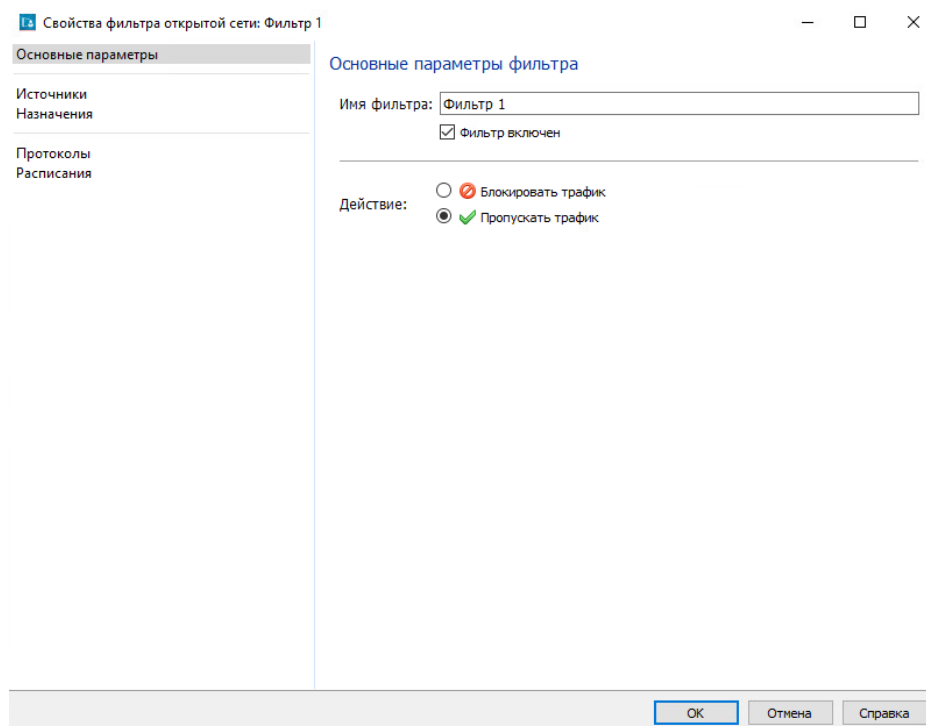 Свойства фильтра открытой сети: Фильтр 1
Основные параметры
Источники
Назначения
Протоколы
Расписания
Основные параметры фильтра
Имя фильтра: Фильтр 1
Фильтр включен
Действие:
Блокировать трафик
Пропускать трафик
ОК Отмена Справка